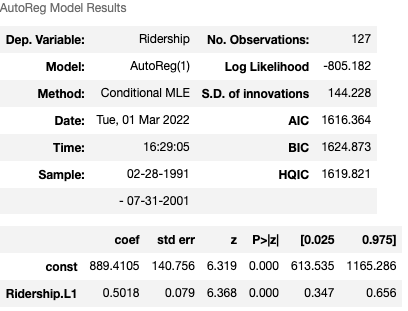 AutoReg Model Results
Dep. Variable: Ridership No. Observations: 127
Model: AutoReg(1) Log Likelihood -805.182
Method: Conditional MLE S.D. of innovations 144.228
Date: Tue, 01 Mar 2022 AIC 1616.364
Time: 16:29:05 BIC 1624.873
Sample: 02-28-1991 HQIC 1619.821
- 07-31-2001
coef std err z P>|z| [0.025 0.975]
const 889.4105 140.756 6.319 0.000 613.535 1165.286
Ridership.L1 0.5018 0.079 6.368 0.000 0.347 0.656